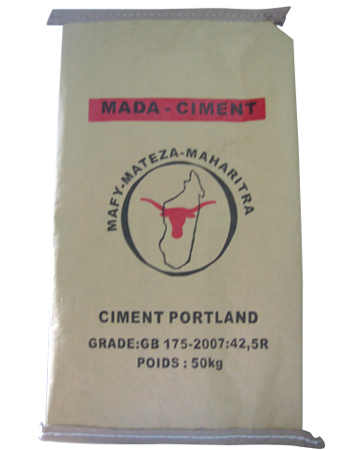 MADA - CIMENT
MAFY-MATEZA-MAHARITRA
CIMENT PORTLAND
GRADE:GB 175-2007:42,5R
POIDS : 50kg